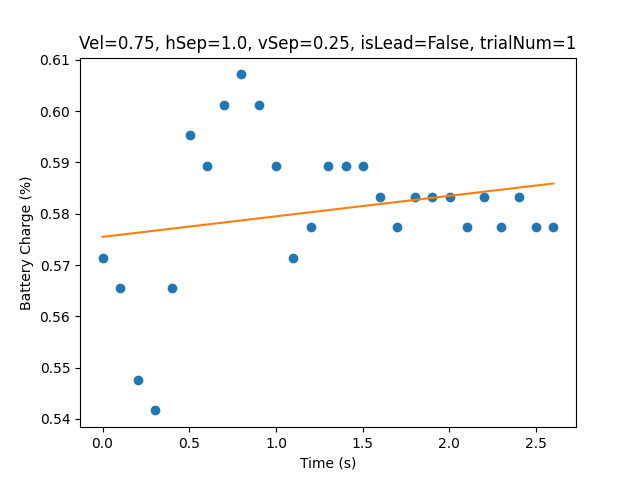 Vel=0.75, hSep=1.0, vSep=0.25, isLead=False, trialNum=1
0.61
0.60
0.59
0.58
0.57
0.56
0.55
0.54
Battery Charge (%)
0.0 0.5 1.0 1.5 2.0 2.5
Time (s)